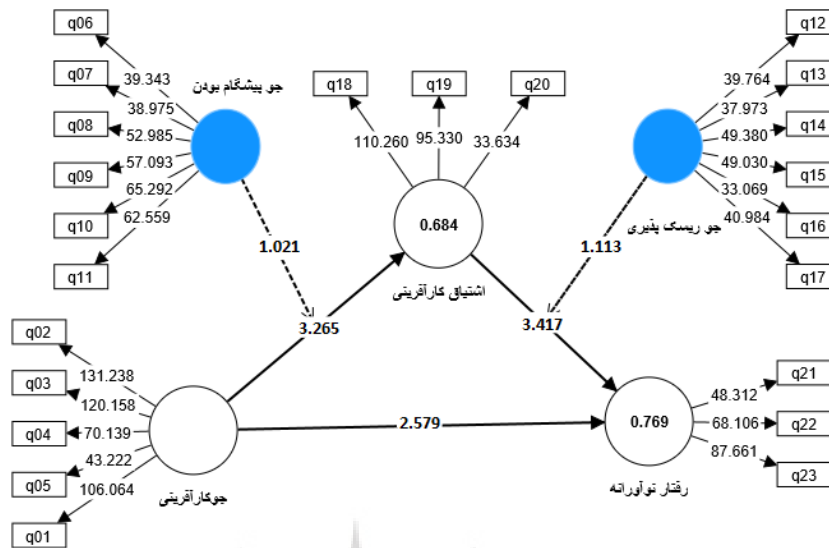 q06
q07
q08
q09
q10
q11
39.343
38.975
52.985
57.093
65.292
62.559
جو پیشگام بودن
q18
q19
q20
110.260
95.330
33.634
q12
q13
q14
q15
q16
q17
39.764
37.973
49.380
49.030
33.069
40.984
جو ریسک پذیری
0.684
اشتیاق کارآفرینی
1.021
1.113
3.265
3.417
q02
q03
q04
q05
q01
131.238
120.158
70.139
43.222
106.064
جوکارآفرینی
2.579
0.769
رفتار نوآورانه
48.312
68.106
87.661
q21
q22
q23